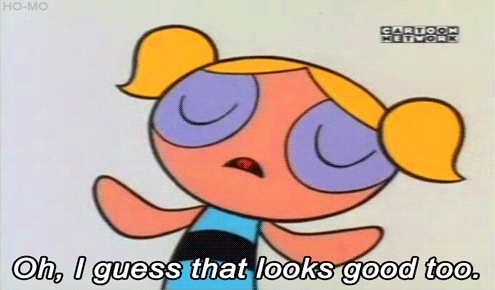 HO-MO
CARTOON
NETWORK
Oh, I guess that looks good too.